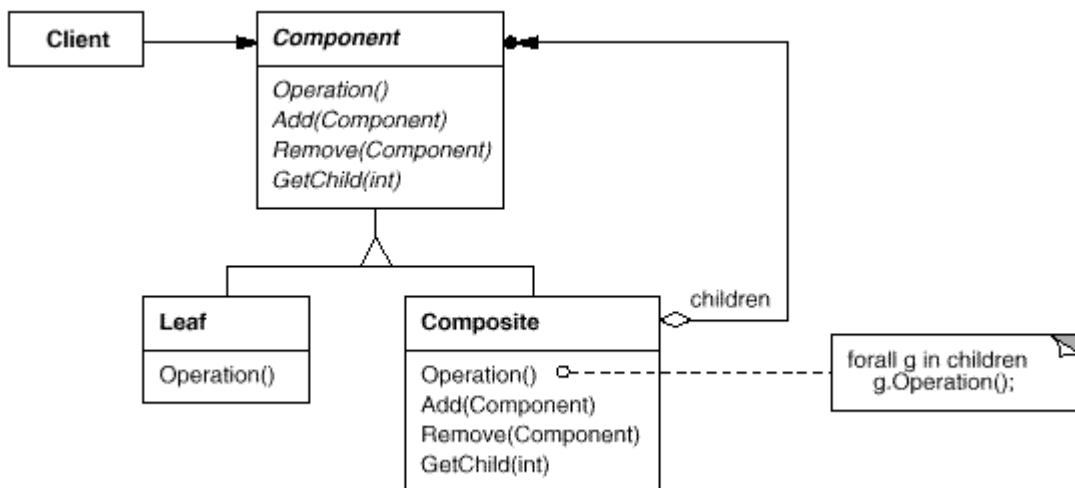 Client
Component
Operation()
Add(Component)
Remove(Component)
GetChild(int)
Leaf
Operation()
Composite
Operation()
Add(Component)
Remove(Component)
GetChild(int)
children
forall g in children
g.Operation();